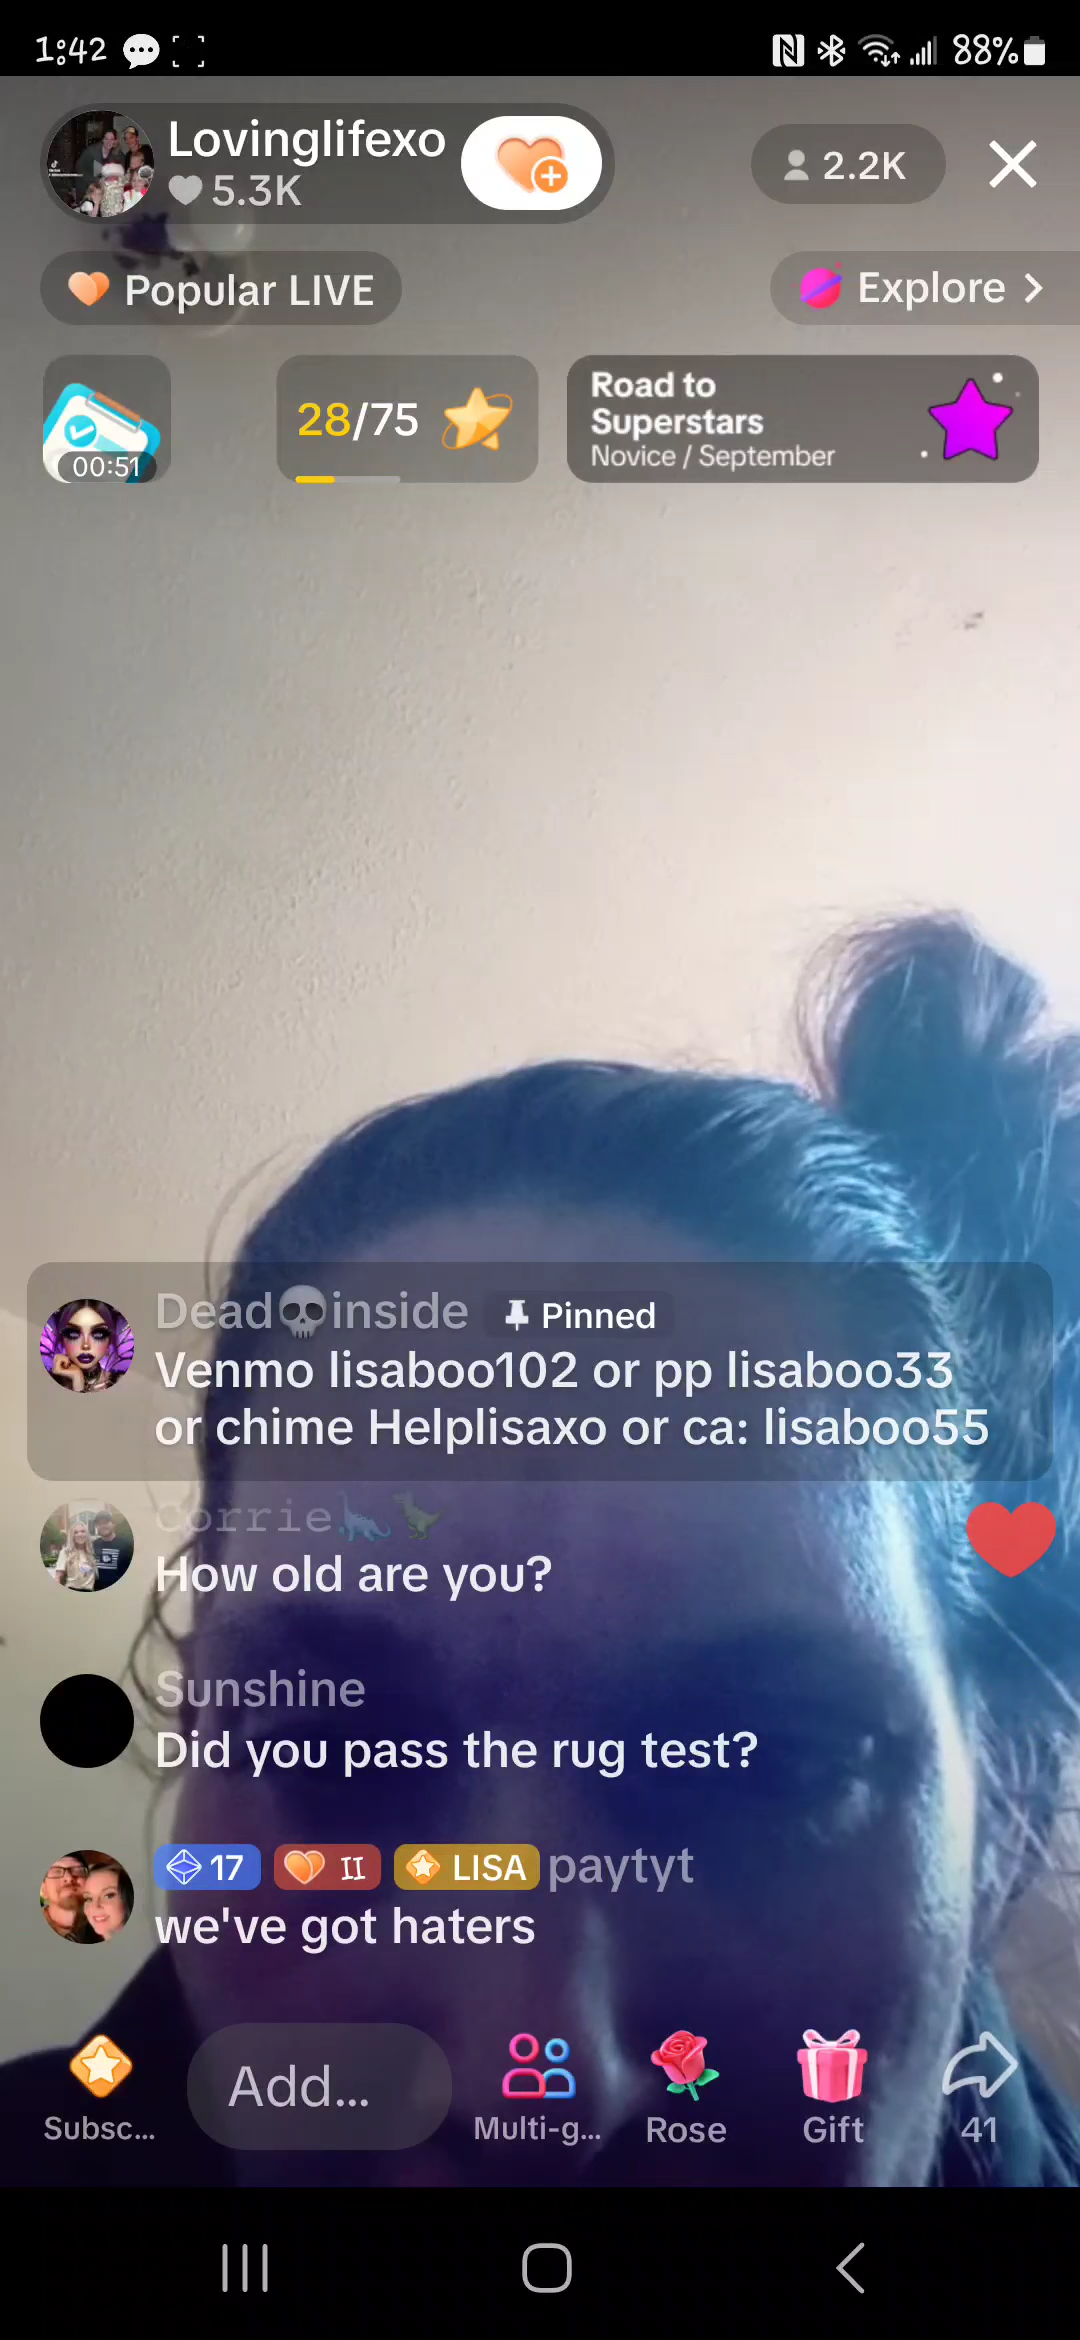 1:42
88%
Lovinglifexo
5.3K
2.2K
Popular LIVE
Explore >
00:51
28/75
Road to
Superstars
Novice / September
Dead💀inside Pinned
Venmo lisaboo102 or pp lisaboo33
or chime Helplisaxo or ca: lisaboo55
Corrie🦕🦖
How old are you?
Sunshine
Did you pass the rug test?
17 II LISA paytyt
we've got haters
Add...
Subsc...
Multi-g...
Rose
Gift
41